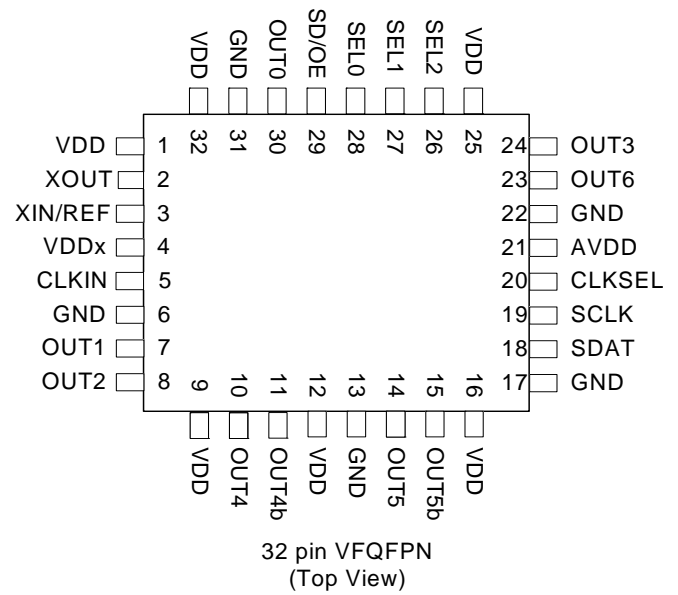 VDD
GND
OUT0
SD/OE
SEL0
SEL1
SEL2
VDD
32
31
30
29
28
27
26
25
VDD 1
XOUT 2
XIN/REF 3
VDDx 4
CLKIN 5
GND 6
OUT1 7
OUT2 8
24 OUT3
23 OUT6
22 GND
21 AVDD
20 CLKSEL
19 SCLK
18 SDAT
17 GND
9
10
11
12
13
14
15
16
VDD
OUT4
OUT4b
VDD
GND
OUT5
OUT5b
VDD
32 pin VFQFPN
(Top View)